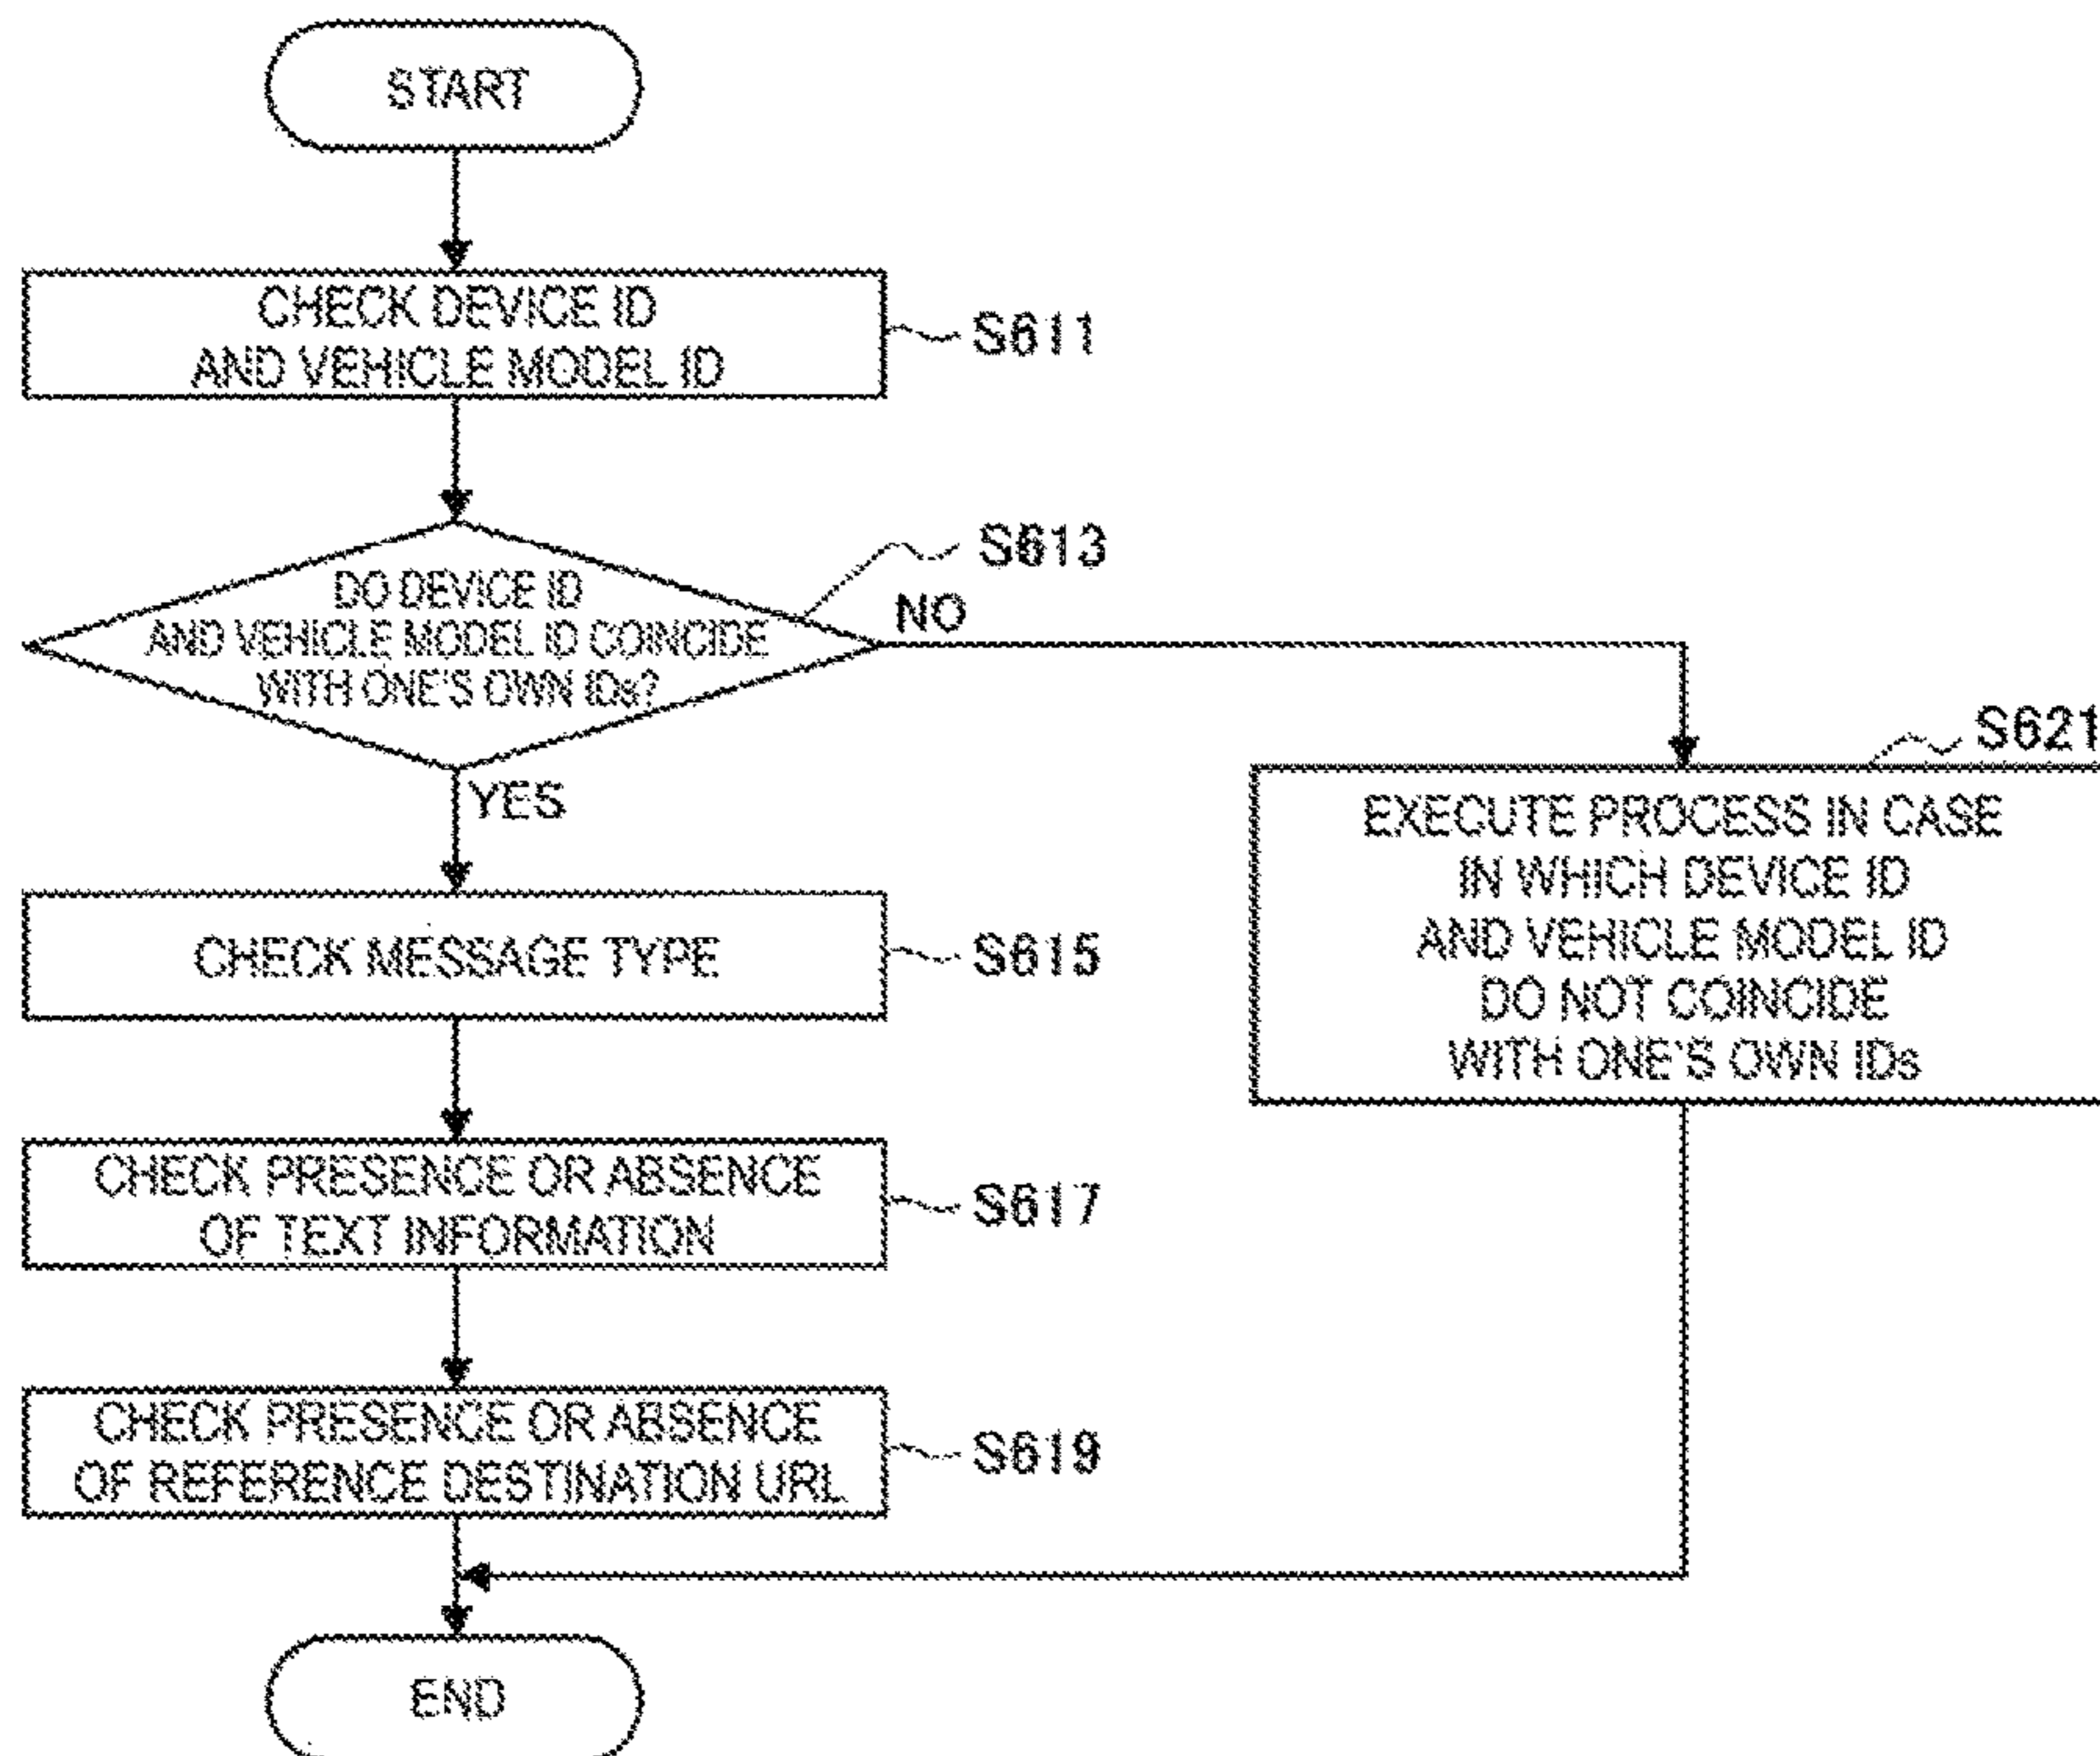 START
CHECK DEVICE ID
AND VEHICLE MODEL ID
S611
DO DEVICE ID
AND VEHICLE MODEL ID COINCIDE
WITH ONE'S OWN IDs?
S613
NO
YES
S621
EXECUTE PROCESS IN CASE
IN WHICH DEVICE ID
AND VEHICLE MODEL ID
DO NOT COINCIDE
WITH ONE'S OWN IDs
CHECK MESSAGE TYPE
S615
CHECK PRESENCE OR ABSENCE
OF TEXT INFORMATION
S617
CHECK PRESENCE OR ABSENCE
OF REFERENCE DESTINATION URL
S619
END